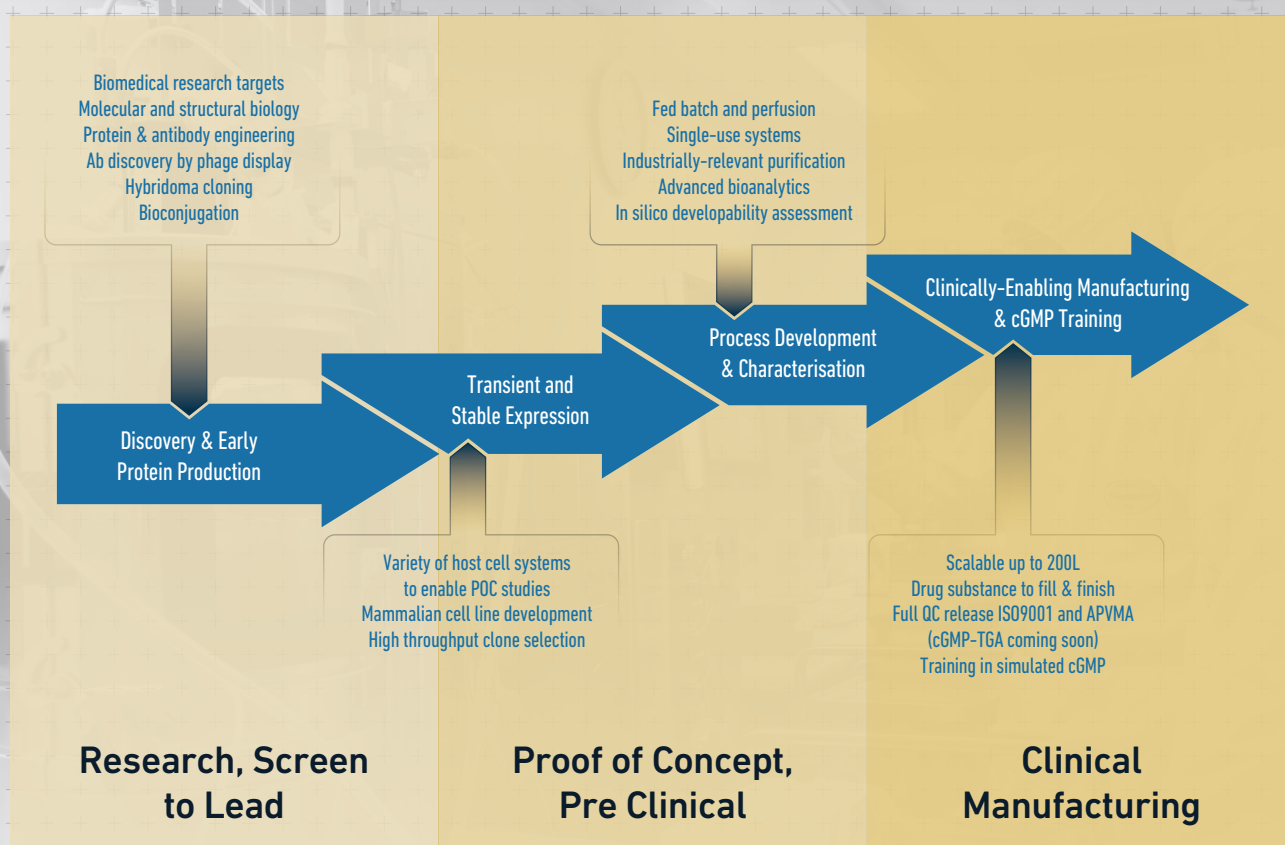 Biomedical research targets
Molecular and structural biology
Protein & antibody engineering
Ab discovery by phage display
Hybridoma cloning
Bioconjugation
Fed batch and perfusion
Single-use systems
Industrially-relevant purification
Advanced bioanalytics
In silico developability assessment
Discovery & Early
Protein Production
Transient and
Stable Expression
Process Development
& Characterisation
Clinically-Enabling Manufacturing
& cGMP Training
Variety of host cell systems
to enable POC studies
Mammalian cell line development
High throughput clone selection
Scalable up to 200L
Drug substance to fill & finish
Full QC release ISO9001 and APVMA
(cGMP-TGA coming soon)
Training in simulated cGMP
Research, Screen
to Lead
Proof of Concept,
Pre Clinical
Clinical
Manufacturing